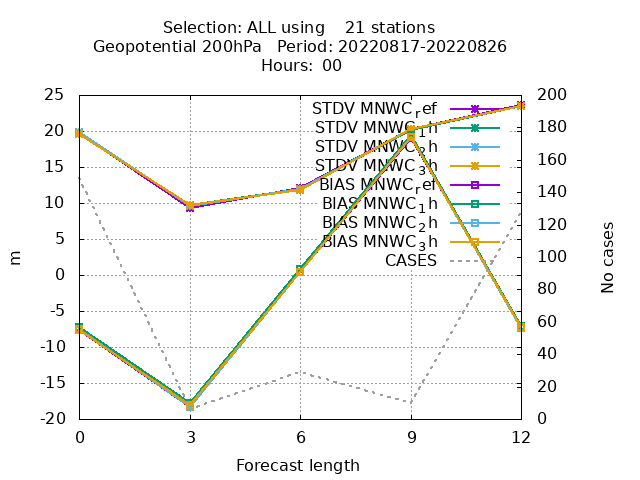 Selection: ALL using    21 stations
Geopotential 200hPa   Period: 20220817-20220826
Hours: 00
25
20
15
10
5
0
-5
-10
-15
-20
m
200
180
160
140
120
100
80
60
40
20
0
No cases
STDV MNWC_ref
STDV MNWC_1h
STDV MNWC_2h
STDV MNWC_3h
BIAS MNWC_ref
BIAS MNWC_1h
BIAS MNWC_2h
BIAS MNWC_3h
CASES
0 3 6 9 12
Forecast length